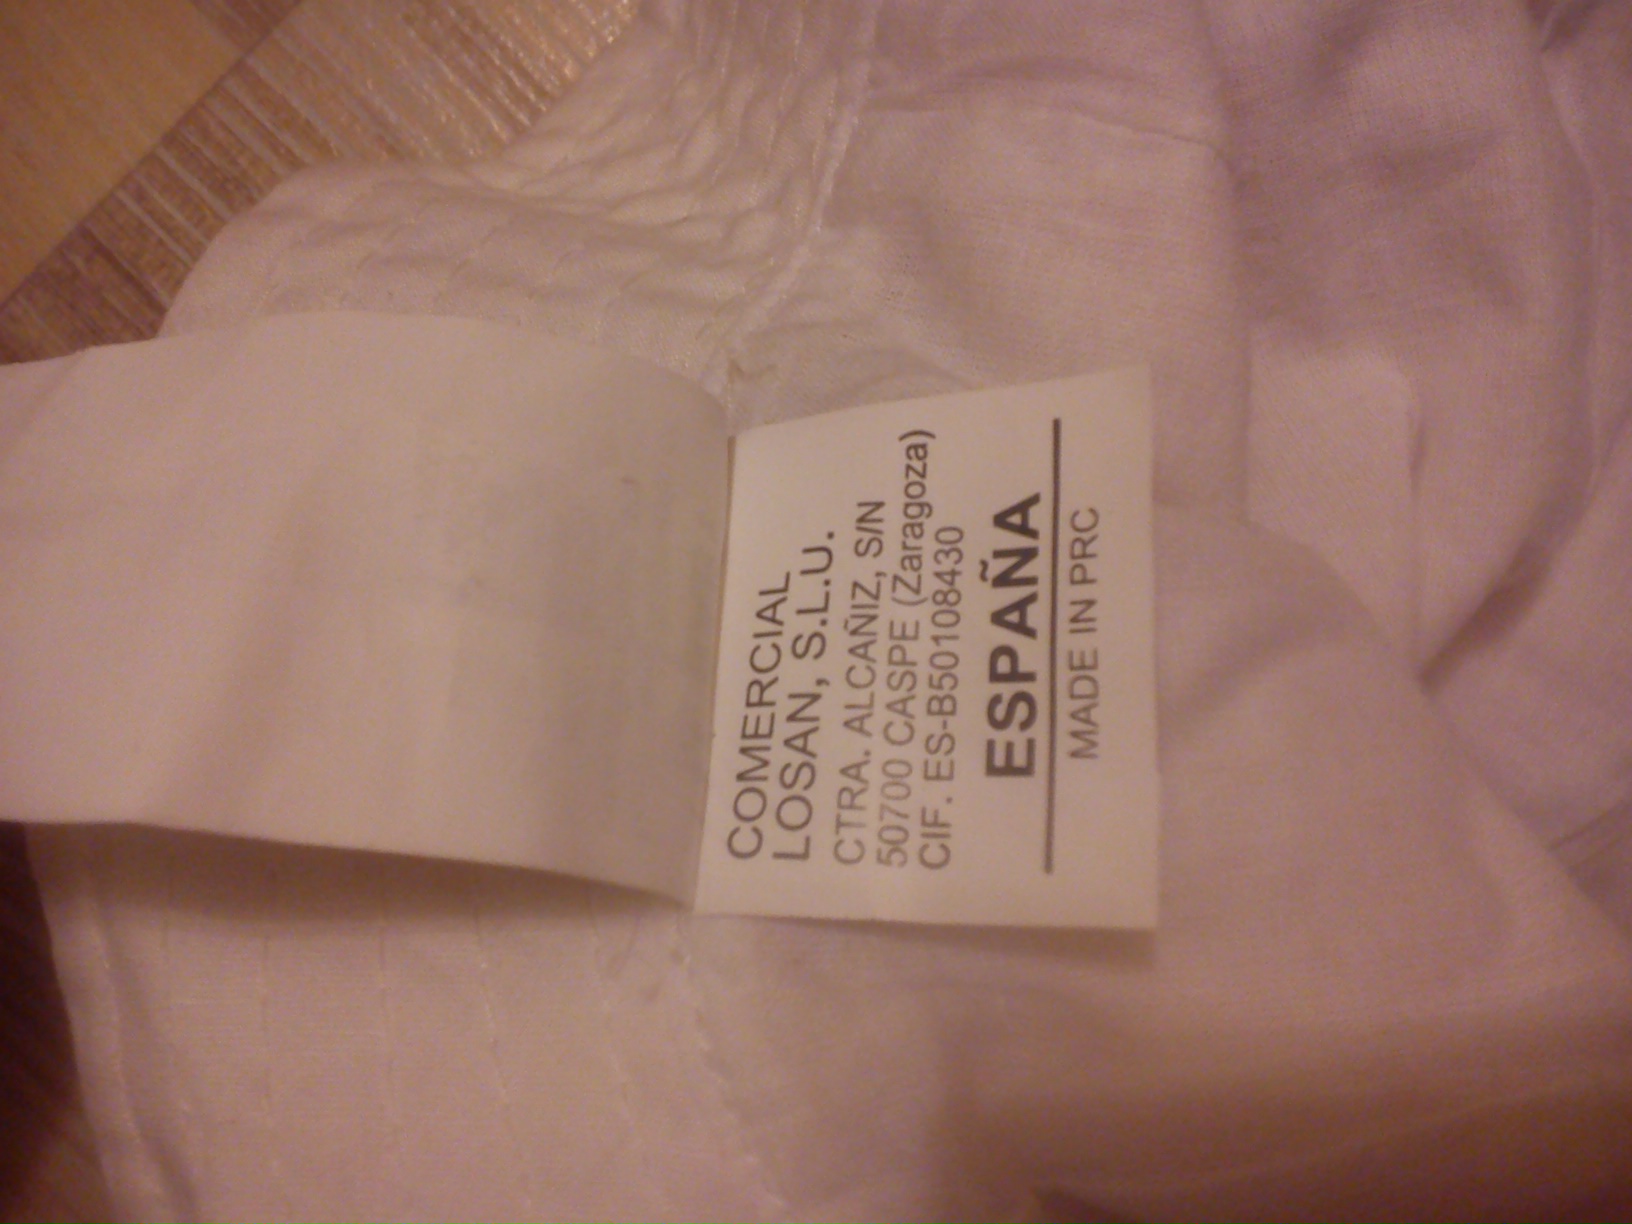 COMERCIAL
LOSAN, S.L.U.
CTRA. ALCAÑIZ, S/N
50700 CASPE (Zaragoza)
CIF. ES-B50108430
ESPAÑA
MADE IN PRC